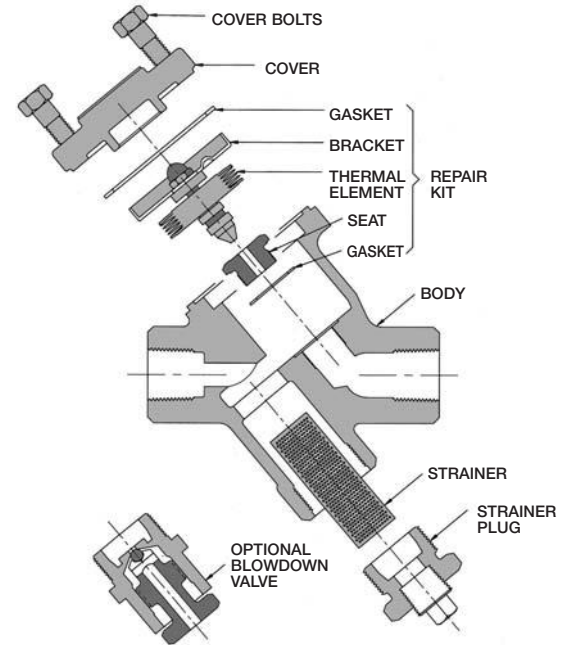 COVER BOLTS
COVER
GASKET
BRACKET
THERMAL
ELEMENT
REPAIR
KIT
SEAT
GASKET
BODY
STRAINER
STRAINER
PLUG
OPTIONAL
BLOWDOWN
VALVE